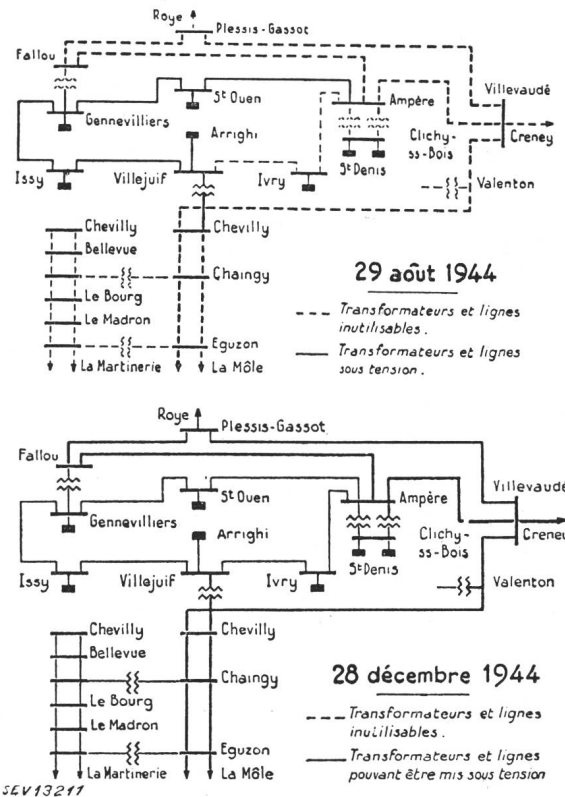 Roye
Plessis-Gassot
Fallou
Villevaudé
St Ouen
Ampère
Gennevilliers
Arrighi
Clichy-
ss-Bois
Creney
St Denis
Issy
Villejuif
Ivry
Valenton
Chevilly
Chevilly
Bellevue
Chaingy
29 août 1944
Le Bourg
Transformateurs et lignes
inutilisables.
Le Madron
Eguzon
Transformateurs et lignes
sous tension.
La Martinerie
La Môle
Roye
Plessis-Gassot
Fallou
Villevaudé
St Ouen
Ampère
Gennevilliers
Arrighi
Clichy-
ss-Bois
Creney
St Denis
Issy
Villejuif
Ivry
Valenton
Chevilly
Chevilly
Bellevue
Chaingy
28 décembre 1944
Le Bourg
Transformateurs et lignes
inutilisables.
Le Madron
Eguzon
Transformateurs et lignes
pouvant être mis sous tension
La Martinerie
La Môle
SEV13211